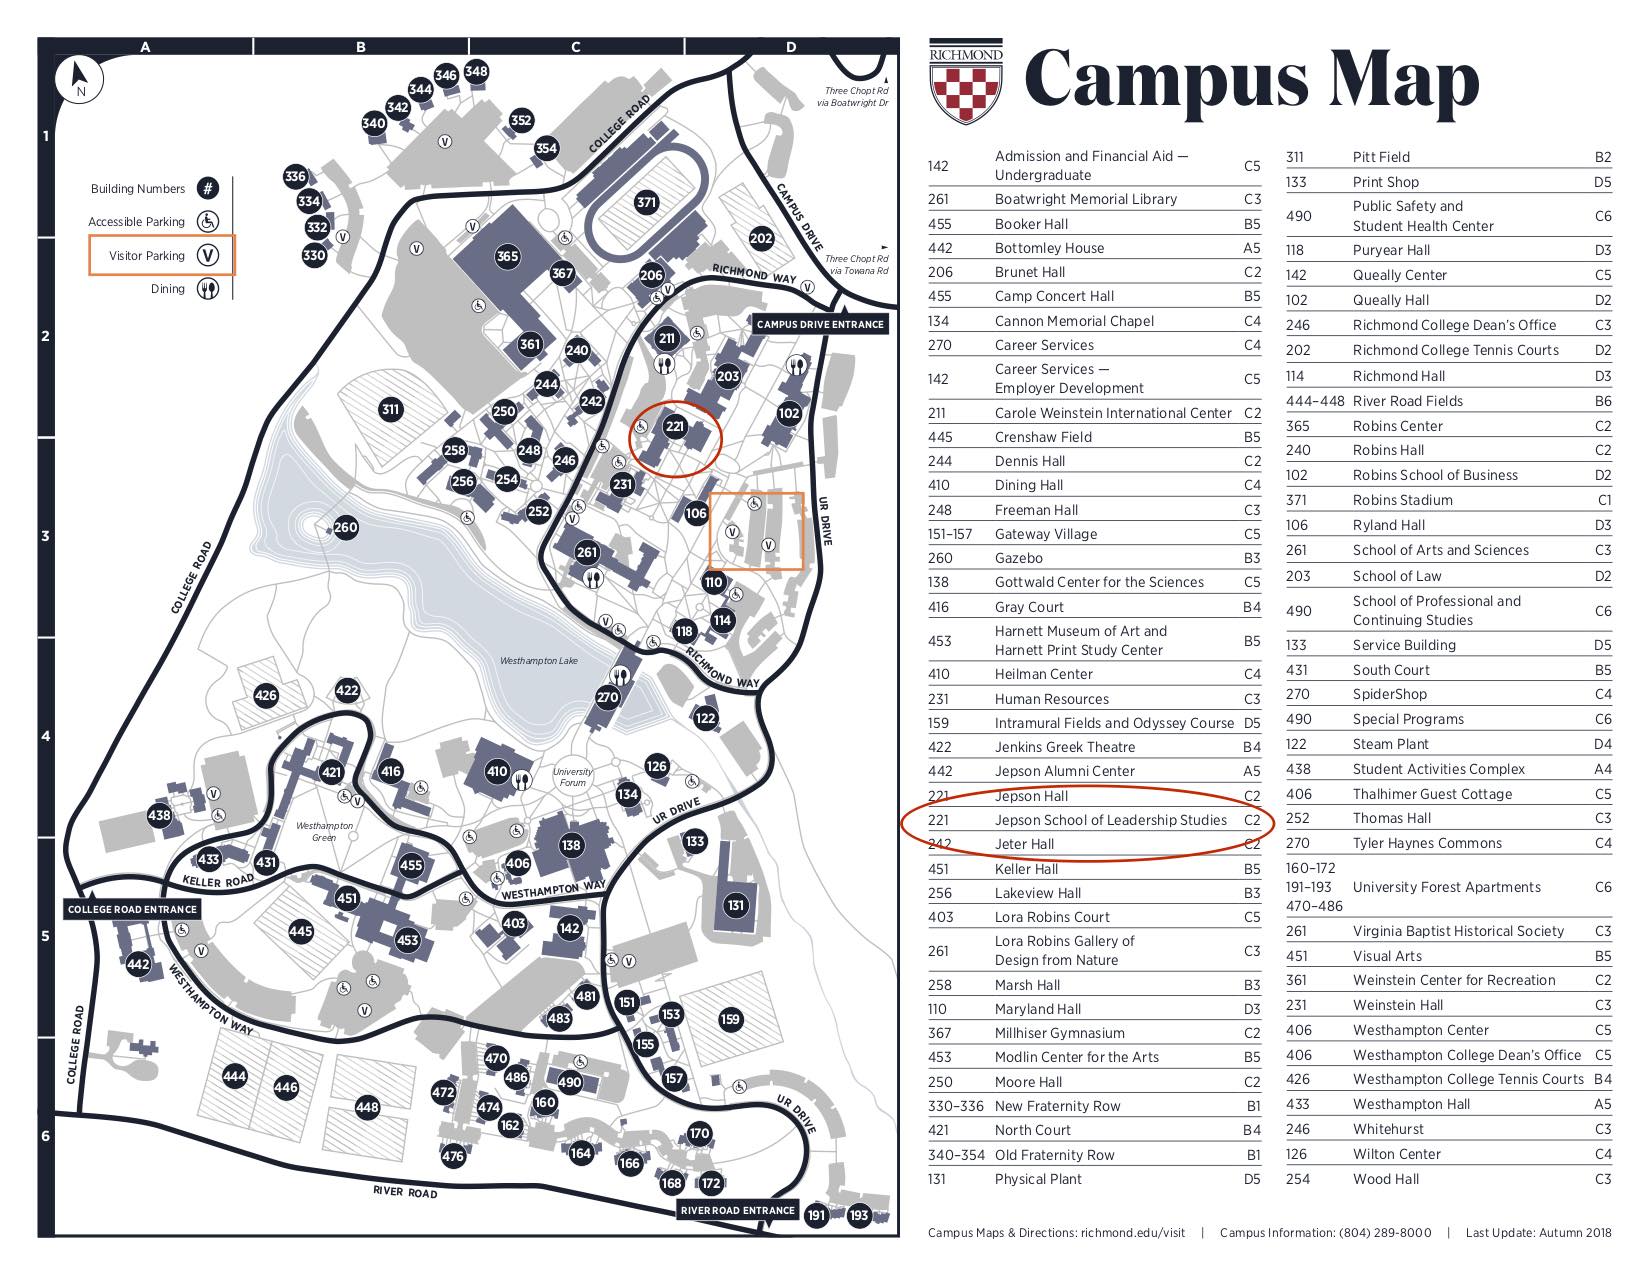 A
B
C
D
1
2
3
4
5
6
N
Building Numbers #
Accessible Parking
Visitor Parking V
Dining
Three Chopt Rd
via Boatwright Dr
Three Chopt Rd
via Towana Rd
COLLEGE ROAD
CAMPUS DRIVE
RICHMOND WAY
CAMPUS DRIVE ENTRANCE
UR DRIVE
COLLEGE ROAD
Westhampton Lake
RICHMOND WAY
University
Forum
UR DRIVE
Westhampton
Green
KELLER ROAD
WESTHAMPTON WAY
COLLEGE ROAD ENTRANCE
WESTHAMPTON WAY
COLLEGE ROAD
UR DRIVE
RIVER ROAD
RIVER ROAD ENTRANCE
346
348
344
342
340
352
354
336
334
332
330
371
202
365
367
206
361
240
211
203
244
242
102
311
250
221
258
248
246
256
254
231
252
106
260
261
110
114
118
426
422
270
122
421
416
410
126
134
438
433
431
455
406
138
133
451
131
445
453
403
142
442
481
151
483
153
159
155
444
446
448
470
486
490
157
472
474
160
162
476
164
166
170
168
172
191
193
RICHMOND
Campus Map
142 Admission and Financial Aid —
Undergraduate C5
261 Boatwright Memorial Library C3
455 Booker Hall B5
442 Bottomley House A5
206 Brunet Hall C2
455 Camp Concert Hall B5
134 Cannon Memorial Chapel C4
270 Career Services C4
142 Career Services —
Employer Development C5
211 Carole Weinstein International Center C2
445 Crenshaw Field B5
244 Dennis Hall C2
410 Dining Hall C4
248 Freeman Hall C3
151–157 Gateway Village C5
260 Gazebo B3
138 Gottwald Center for the Sciences C5
416 Gray Court B4
453 Harnett Museum of Art and
Harnett Print Study Center B5
410 Heilman Center C4
231 Human Resources C3
159 Intramural Fields and Odyssey Course D5
422 Jenkins Greek Theatre B4
442 Jepson Alumni Center A5
221 Jepson Hall C2
221 Jepson School of Leadership Studies C2
242 Jeter Hall C2
451 Keller Hall B5
256 Lakeview Hall B3
403 Lora Robins Court C5
261 Lora Robins Gallery of
Design from Nature C3
258 Marsh Hall B3
110 Maryland Hall D3
367 Millhiser Gymnasium C2
453 Modlin Center for the Arts B5
250 Moore Hall C2
330–336 New Fraternity Row B1
421 North Court B4
340–354 Old Fraternity Row B1
131 Physical Plant D5
311 Pitt Field B2
133 Print Shop D5
490 Public Safety and
Student Health Center C6
118 Puryear Hall D3
142 Queally Center C5
102 Queally Hall D2
246 Richmond College Dean's Office C3
202 Richmond College Tennis Courts D2
114 Richmond Hall D3
444–448 River Road Fields B6
365 Robins Center C2
240 Robins Hall C2
102 Robins School of Business D2
371 Robins Stadium C1
106 Ryland Hall D3
261 School of Arts and Sciences C3
203 School of Law D2
490 School of Professional and
Continuing Studies C6
133 Service Building D5
431 South Court B5
270 SpiderShop C4
490 Special Programs C6
122 Steam Plant D4
438 Student Activities Complex A4
406 Thalhimer Guest Cottage C5
252 Thomas Hall C3
270 Tyler Haynes Commons C4
160–172
191–193 University Forest Apartments C6
470–486
261 Virginia Baptist Historical Society C3
451 Visual Arts B5
361 Weinstein Center for Recreation C2
231 Weinstein Hall C3
406 Westhampton Center C5
406 Westhampton College Dean's Office C5
426 Westhampton College Tennis Courts B4
433 Westhampton Hall A5
246 Whitehurst C3
126 Wilton Center C4
254 Wood Hall C3
Campus Maps & Directions: richmond.edu/visit | Campus Information: (804) 289-8000 | Last Update: Autumn 2018